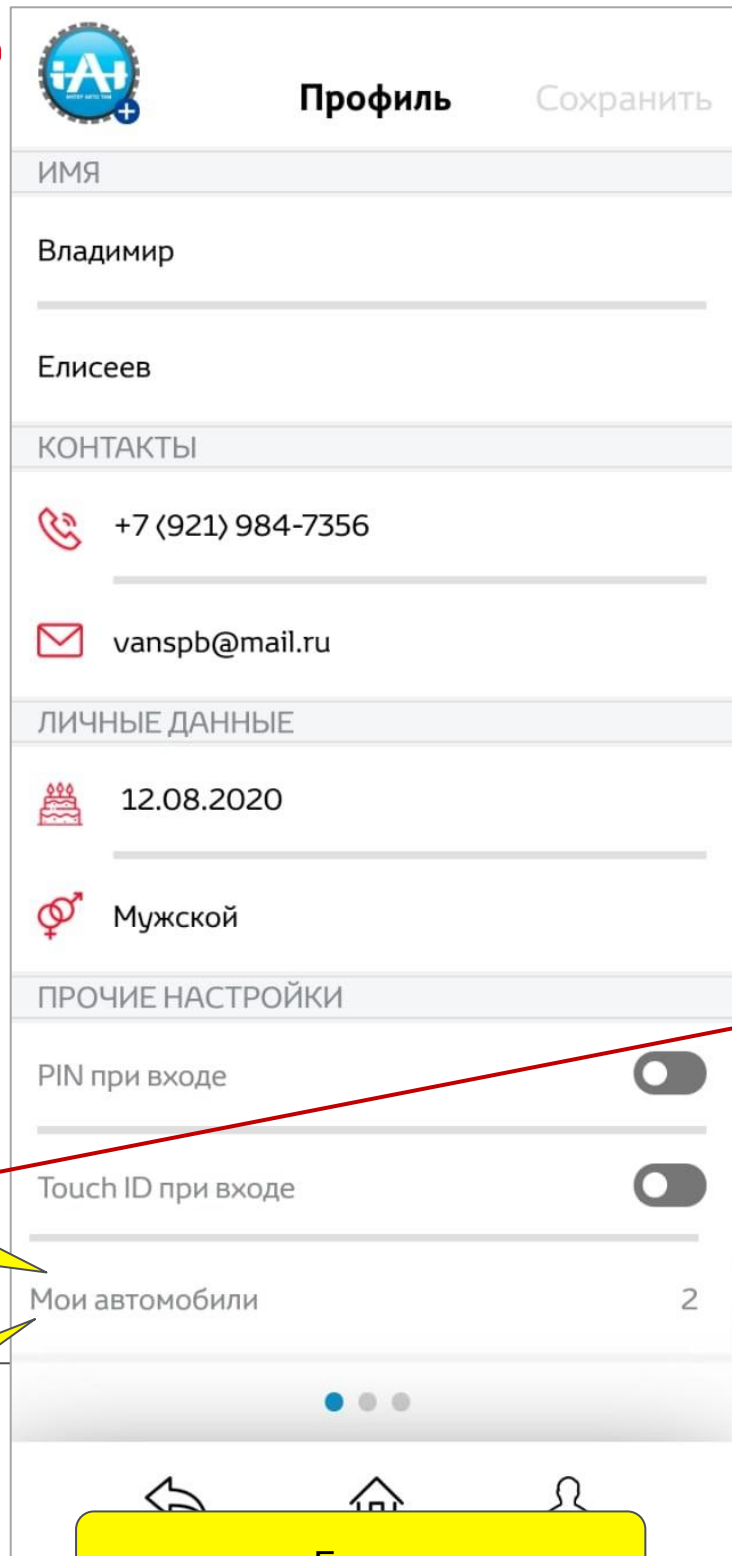 Профиль
Сохранить
ИМЯ
Владимир
Елисеев
КОНТАКТЫ
+7 (921) 984-7356
vanspb@mail.ru
ЛИЧНЫЕ ДАННЫЕ
12.08.2020
Мужской
ПРОЧИЕ НАСТРОЙКИ
PIN при входе
Touch ID при входе
Мои автомобили 2